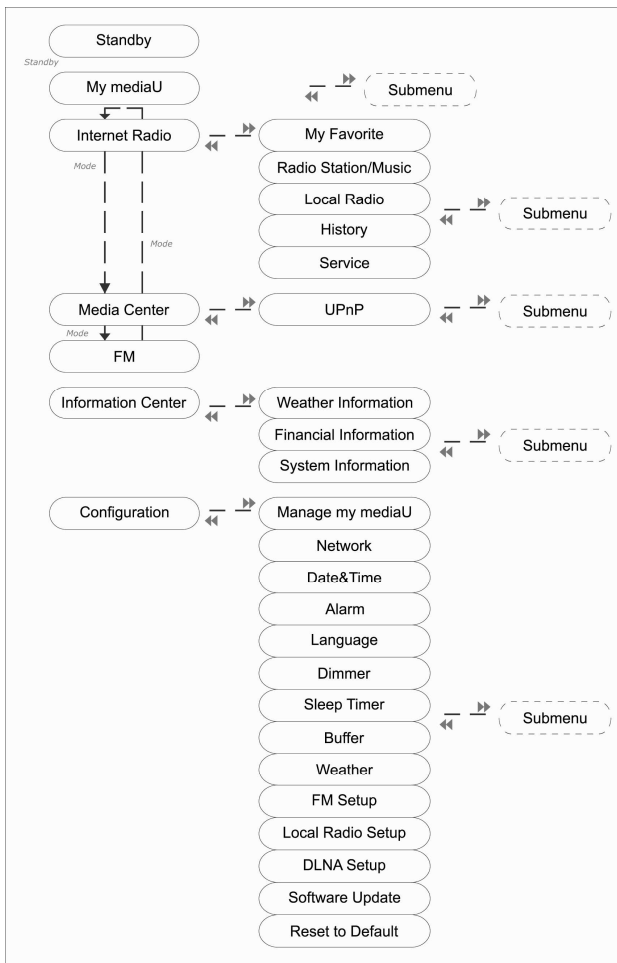 Standby
Standby
My mediaU
Submenu
Internet Radio
My Favorite
Mode
Radio Station/Music
Local Radio
Submenu
History
Mode
Service
Media Center
UPnP
Submenu
Mode
FM
Information Center
Weather Information
Financial Information
Submenu
System Information
Configuration
Manage my mediaU
Network
Date&Time
Alarm
Language
Dimmer
Sleep Timer
Submenu
Buffer
Weather
FM Setup
Local Radio Setup
DLNA Setup
Software Update
Reset to Default